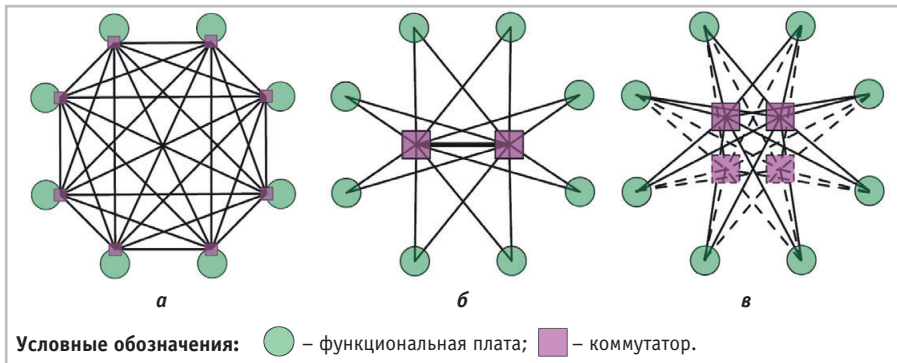 а б в
Условные обозначения: – функциональная плата; – коммутатор.